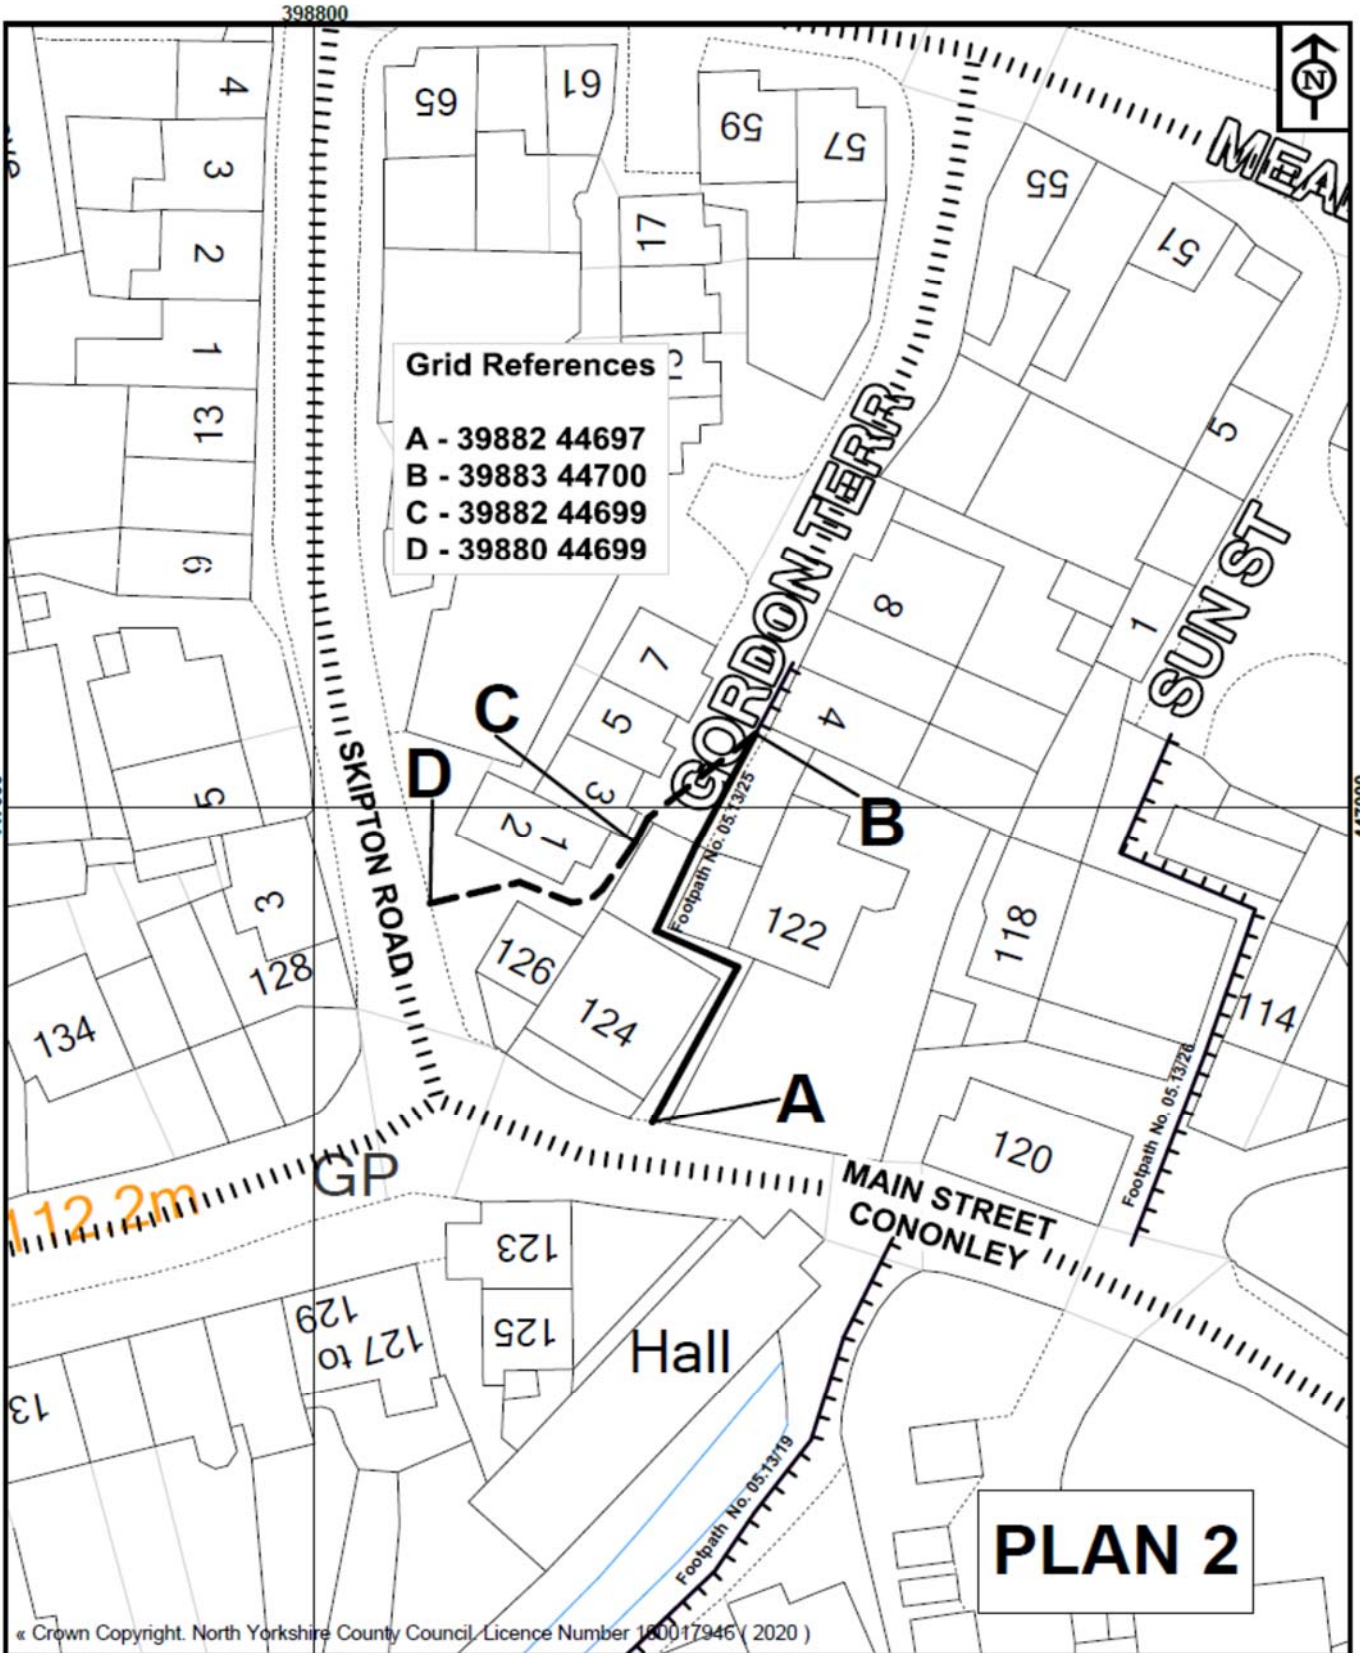 398800
N
4
3
2
1
13
9
65
61
59
57
17
55
51
5
MEA
Grid References
A - 39882 44697
B - 39883 44700
C - 39882 44699
D - 39880 44699
GORDON TERR
SUN ST
SKIPTON ROAD
8
4
7
5
3
2
1
1
C
D
B
A
5
3
128
134
126
124
122
118
114
120
Footpath No. 05.13/25
Footpath No. 05.13/26
MAIN STREET
CONONLEY
GP
112.2m
123
125
129
127 to
13
Hall
Footpath No. 05.13/19
PLAN 2
« Crown Copyright. North Yorkshire County Council. Licence Number 100017946 ( 2020 )